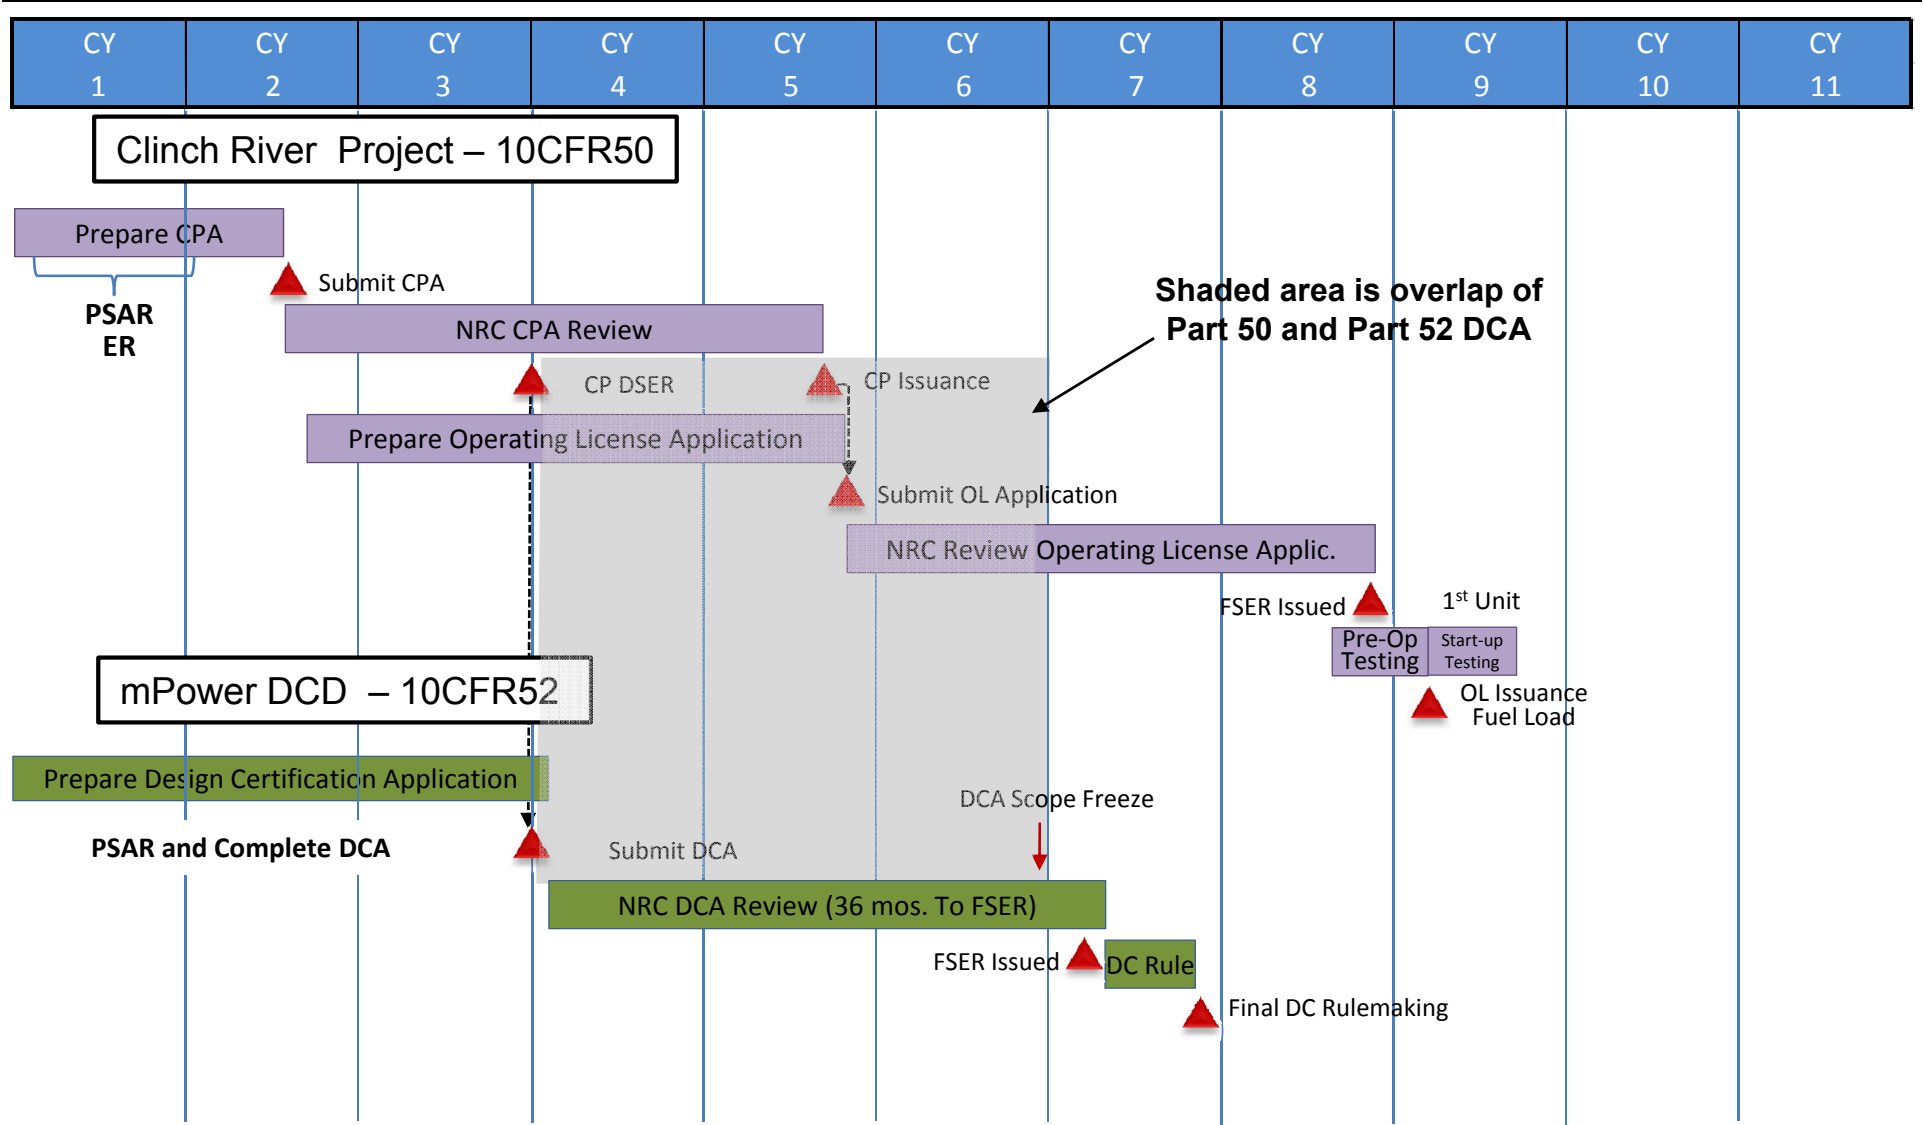 CY CY CY CY CY CY CY CY CY CY CY
1 2 3 4 5 6 7 8 9 10 11
Clinch River Project – 10CFR50
Prepare CPA
Submit CPA
PSAR
ER
NRC CPA Review
Shaded area is overlap of
Part 50 and Part 52 DCA
CP DSER
CP Issuance
Prepare Operating License Application
Submit OL Application
NRC Review Operating License Applic.
FSER Issued
1st Unit
Pre-Op
Testing
Start-up
Testing
OL Issuance
Fuel Load
mPower DCD – 10CFR52
Prepare Design Certification Application
DCA Scope Freeze
PSAR and Complete DCA
Submit DCA
NRC DCA Review (36 mos. To FSER)
FSER Issued
DC Rule
Final DC Rulemaking